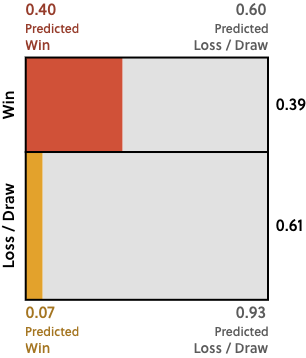 0.40 0.60
Predicted Predicted
Win Loss / Draw
Win
0.39
Loss / Draw
0.61
0.07 0.93
Predicted Predicted
Win Loss / Draw